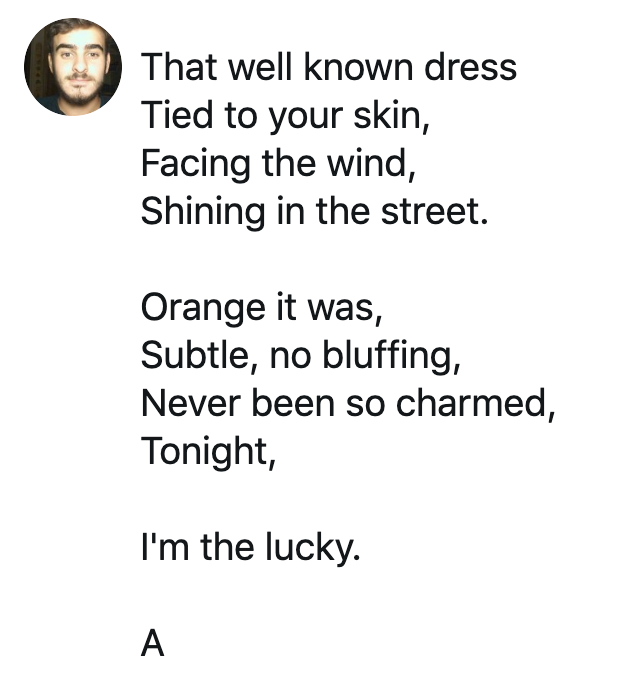 That well known dress
Tied to your skin,
Facing the wind,
Shining in the street.

Orange it was,
Subtle, no bluffing,
Never been so charmed,
Tonight,

I'm the lucky.

A